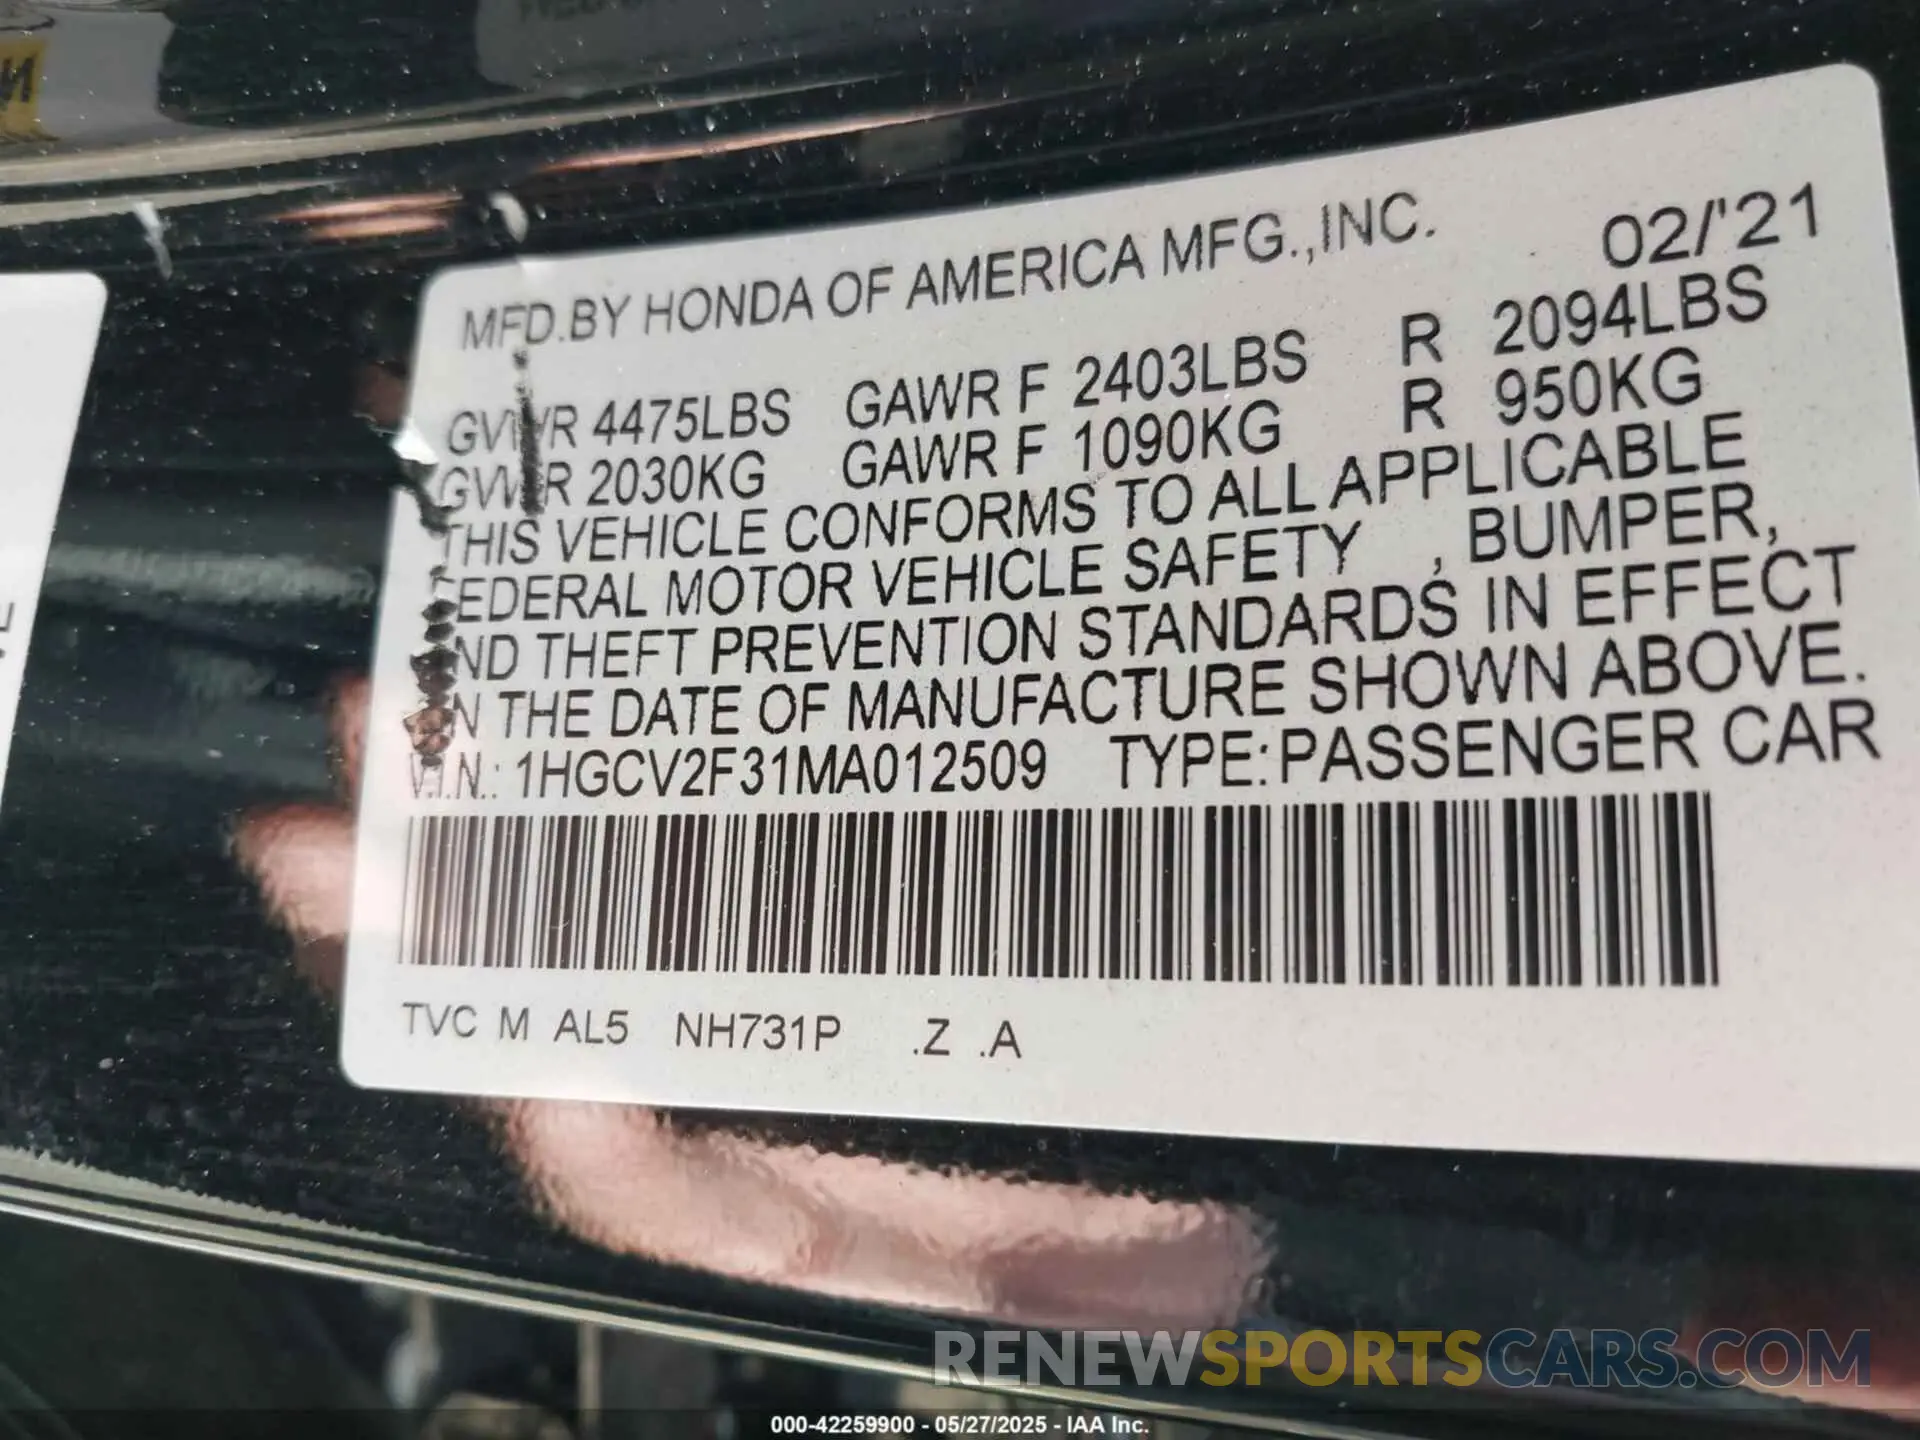 MFD.BY HONDA OF AMERICA MFG.,INC. 02/'21
GVWR 4475LBS GAWR F 2403LBS R 2094LBS
GVWR 2030KG GAWR F 1090KG R 950KG
THIS VEHICLE CONFORMS TO ALL APPLICABLE
FEDERAL MOTOR VEHICLE SAFETY , BUMPER,
AND THEFT PREVENTION STANDARDS IN EFFECT
ON THE DATE OF MANUFACTURE SHOWN ABOVE.
V.I.N.: 1HGCV2F31MA012509 TYPE:PASSENGER CAR
TVC M AL5 NH731P .Z .A
RENEWSPORTSCARS.COM
000-42259900 - 05/27/2025 - IAA Inc.